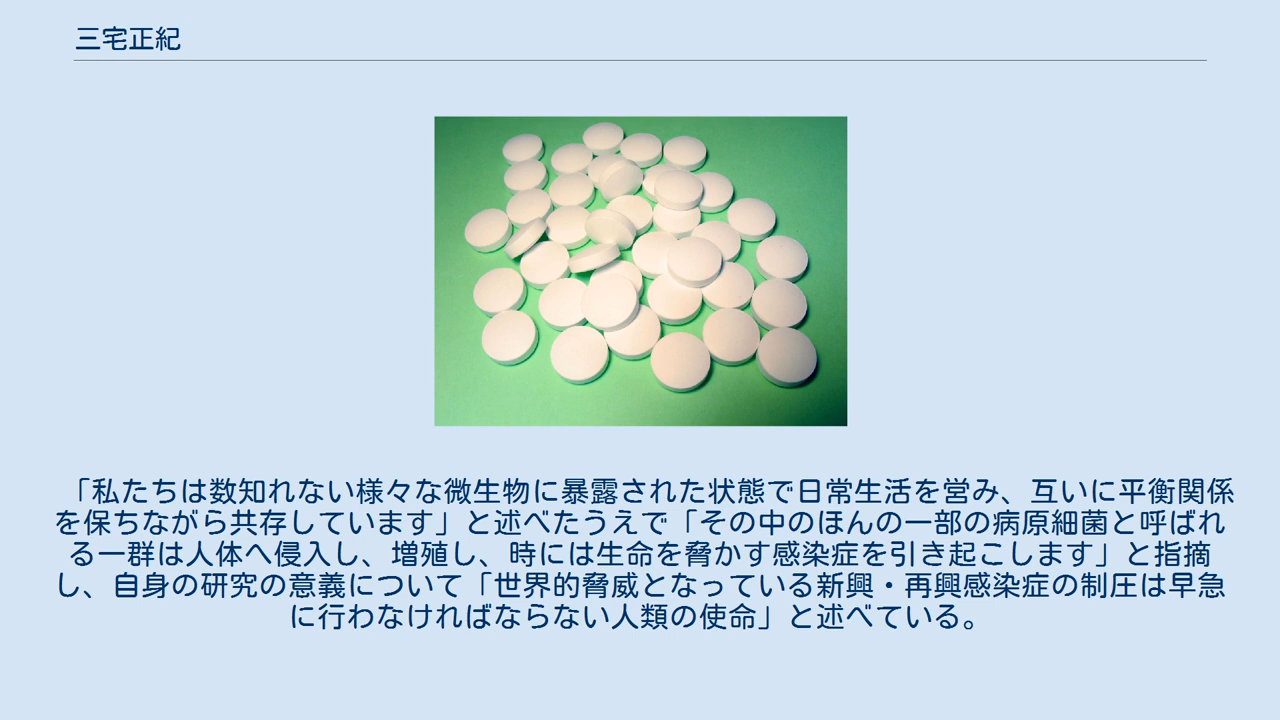 三宅正紀
「私たちは数知れない様々な微生物に暴露された状態で日常生活を営み、互いに平衡関係
を保ちながら共存しています」と述べたうえで「その中のほんの一部の病原細菌と呼ばれ
る一群は人体へ侵入し、増殖し、時には生命を脅かす感染症を引き起こします」と指摘
し、自身の研究の意義について「世界的脅威となっている新興・再興感染症の制圧は早急
に行わなければならない人類の使命」と述べている。